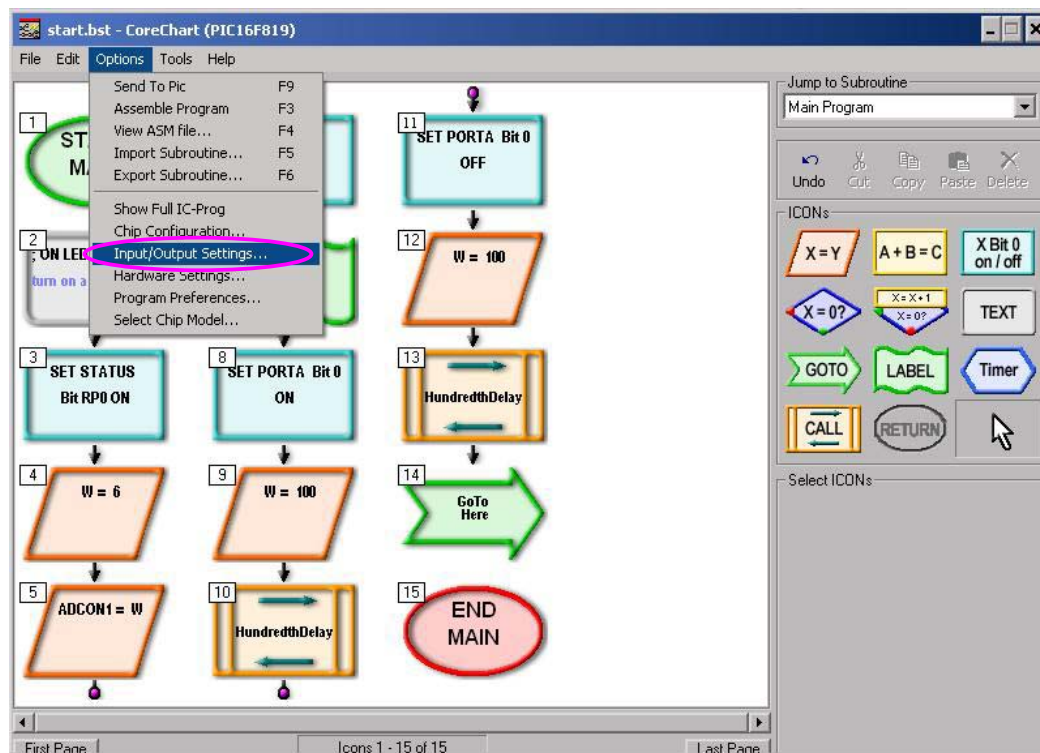 start.bst - CoreChart (PIC16F819)
File Edit Options Tools Help
Send To Pic F9
Assemble Program F3
View ASM file... F4
Import Subroutine... F5
Export Subroutine... F6
Show Full IC-Prog
Chip Configuration...
Input/Output Settings...
Hardware Settings...
Program Preferences...
Select Chip Model...
1
2
; ON LED
turn on a
3
SET STATUS
Bit RP0 ON
4
W = 6
5
ADCON1 = W
8
SET PORTA Bit 0
ON
9
W = 100
10
HundredthDelay
11
SET PORTA Bit 0
OFF
12
W = 100
13
HundredthDelay
14
GoTo
Here
15
END
MAIN
First Page
Icons 1 - 15 of 15
Last Page
Jump to Subroutine
Main Program
Undo Cut Copy Paste Delete
ICONs
X = Y
A + B = C
X Bit 0
on / off
X = 0?
X = X + 1
X = 0?
TEXT
GOTO
LABEL
Timer
CALL
RETURN
Select ICONs